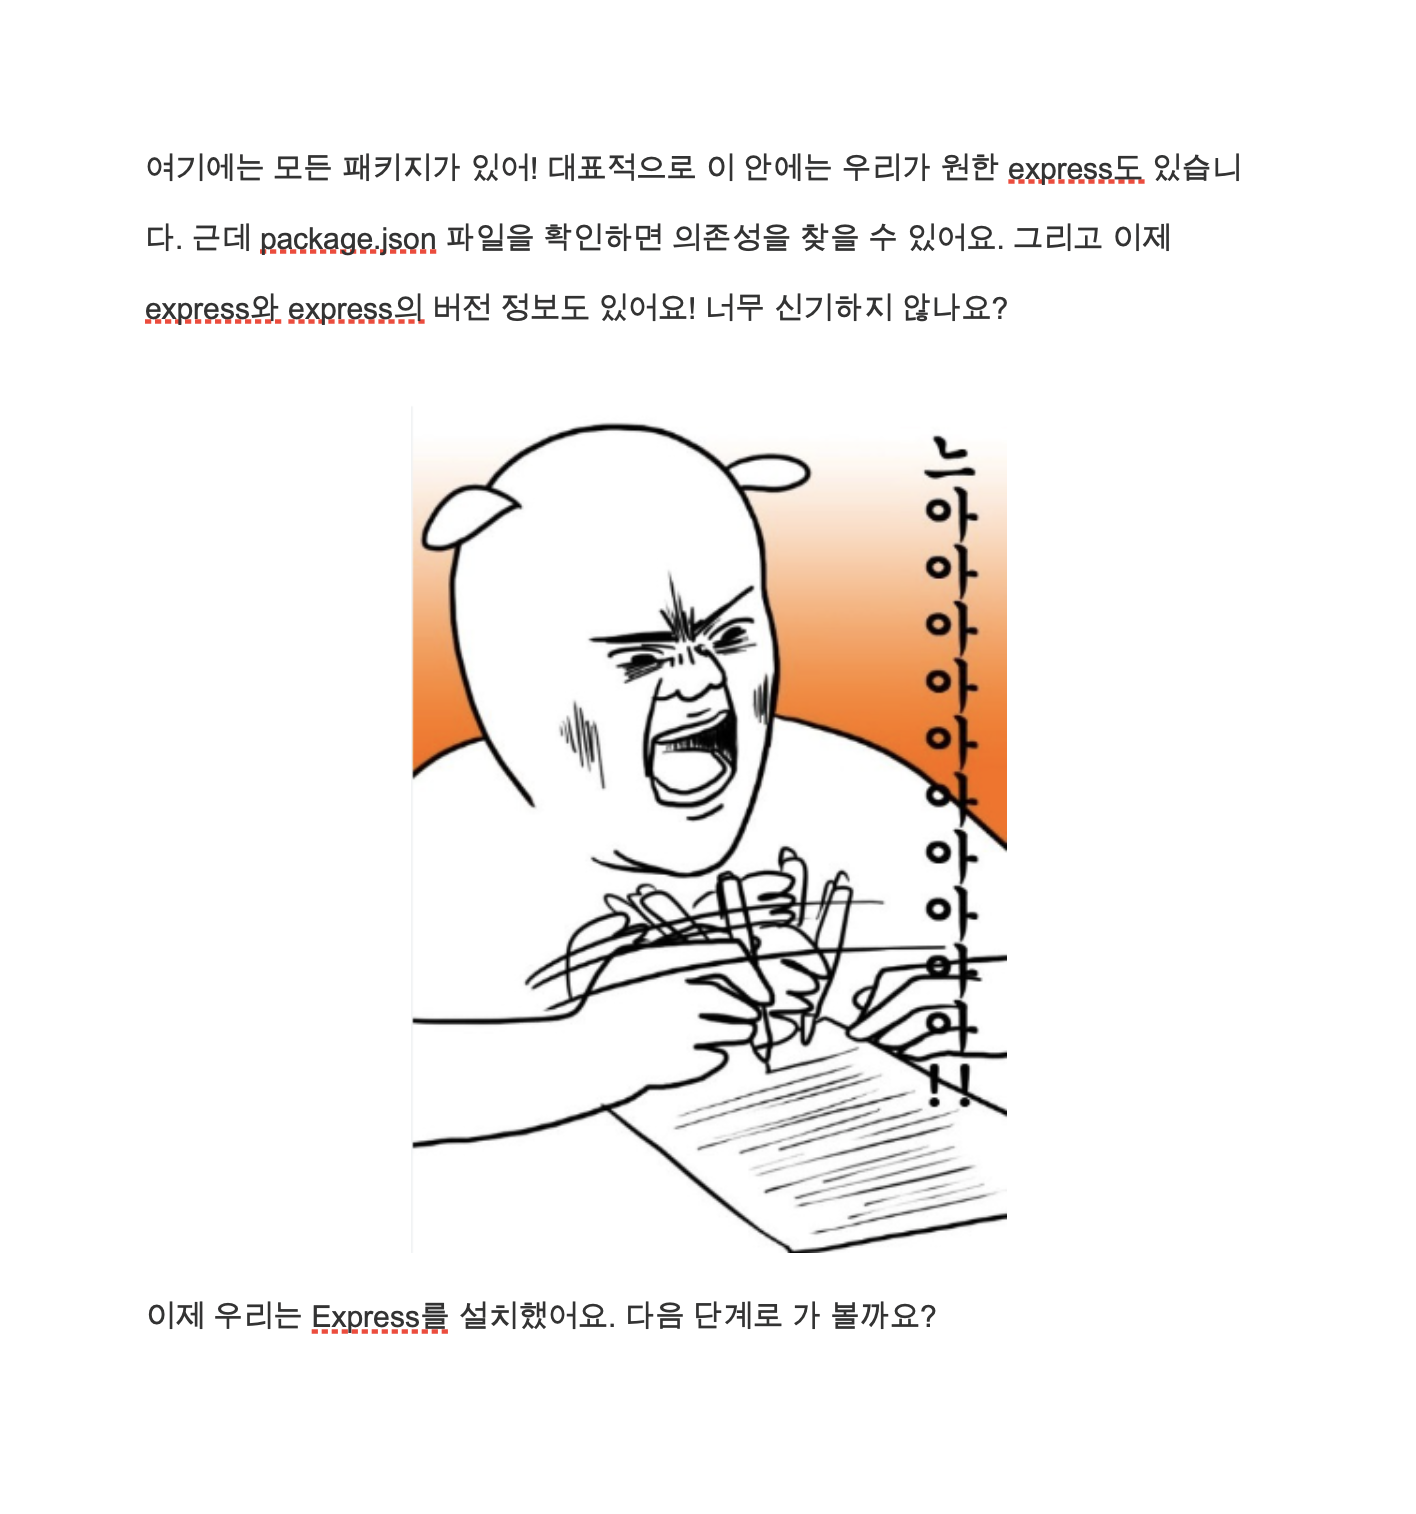 여기에는 모든 패키지가 있어! 대표적으로 이 안에는 우리가 원한 express도 있습니
다. 근데 package.json 파일을 확인하면 의존성을 찾을 수 있어요. 그리고 이제
express와 express의 버전 정보도 있어요! 너무 신기하지 않나요?
느아아아아아아아아아아!!
이제 우리는 Express를 설치했어요. 다음 단계로 가 볼까요?